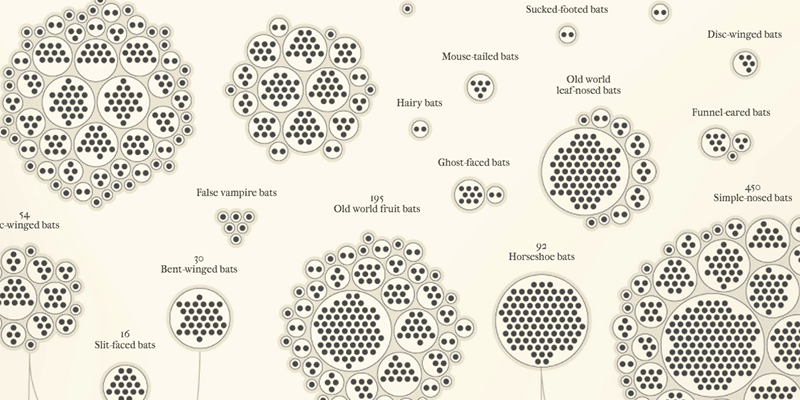 Sucked-footed bats
Disc-winged bats
Mouse-tailed bats
Old world
leaf-nosed bats
Hairy bats
Funnel-eared bats
Ghost-faced bats
False vampire bats
195
Old world fruit bats
450
Simple-nosed bats
54
c-winged bats
30
Bent-winged bats
92
Horseshoe bats
16
Slit-faced bats